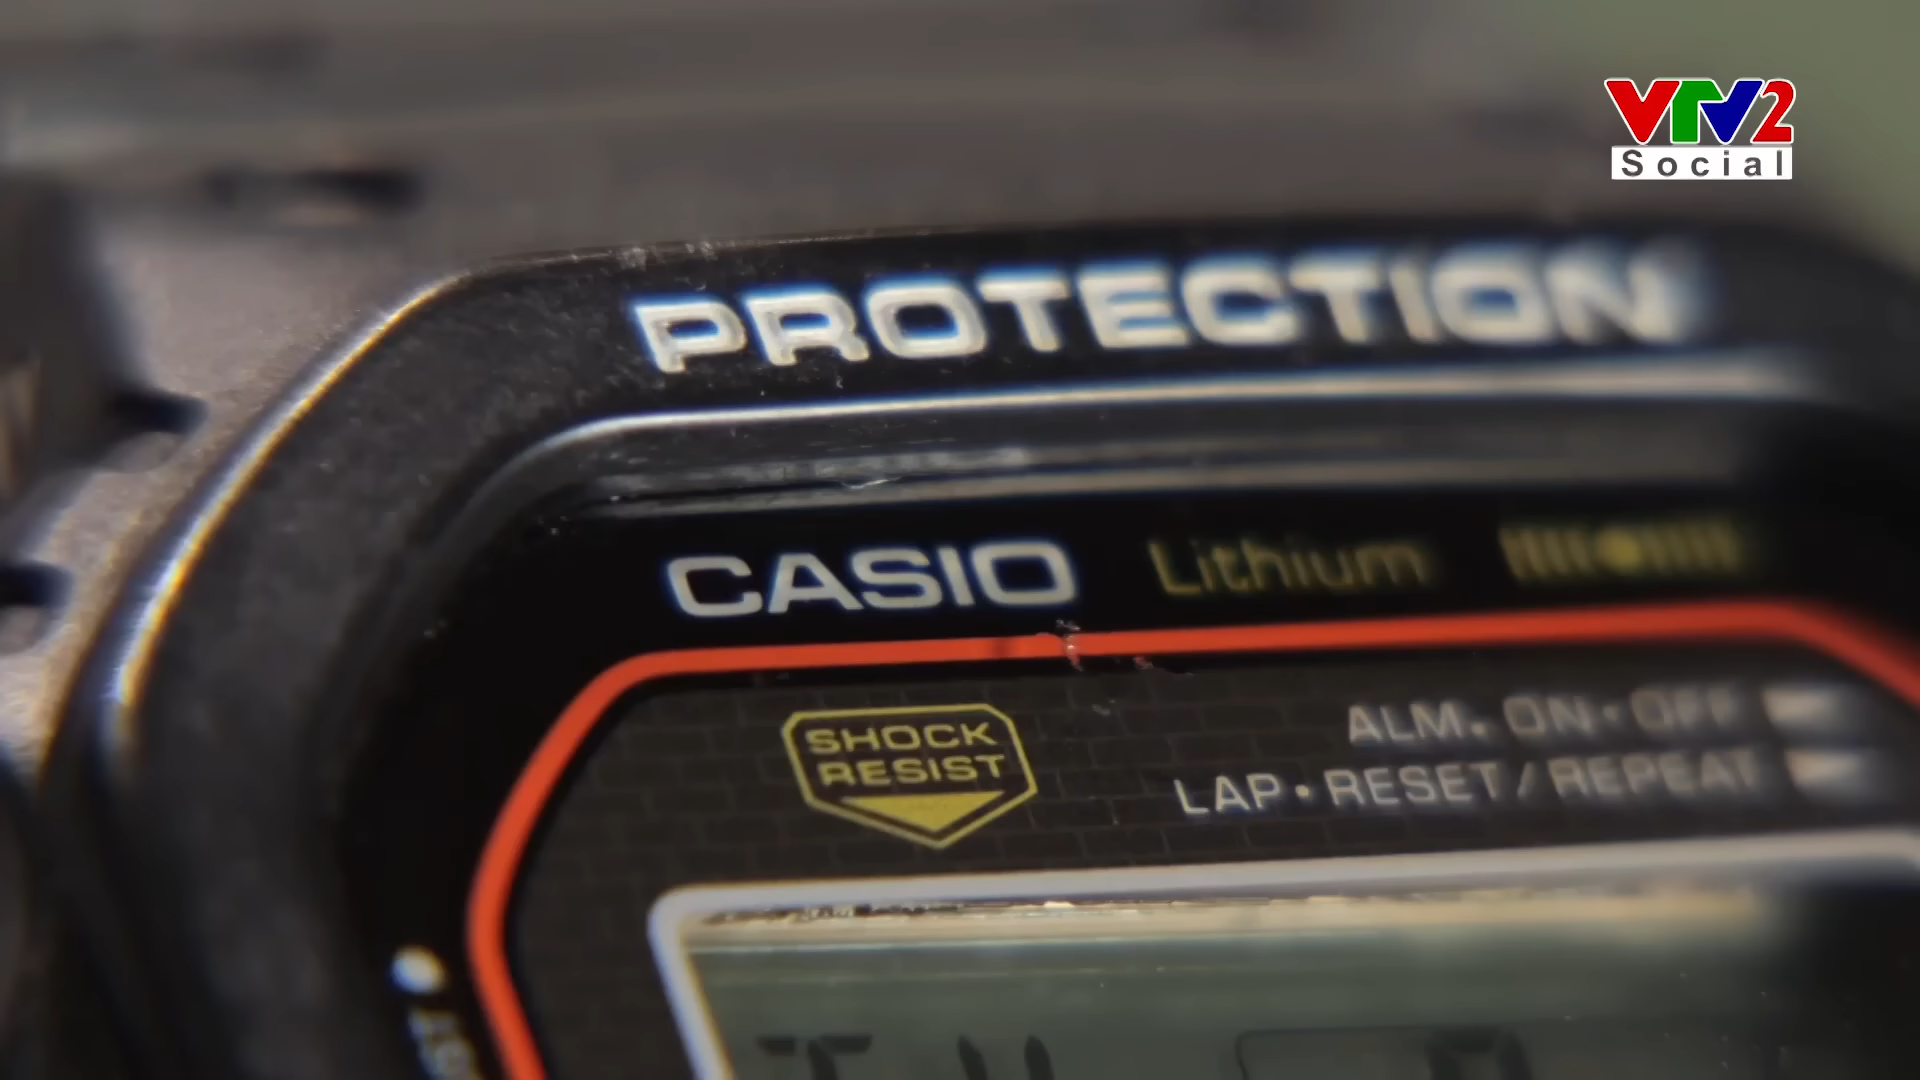 VTV2
Social
PROTECTION
CASIO Lithium
SHOCK
RESIST
ALM. ON·OFF
LAP·RESET/REPEAT